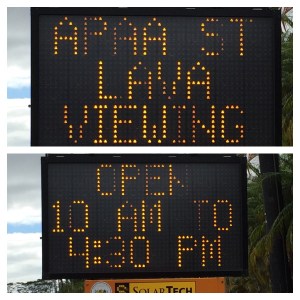 APAA ST
LAVA
VIEWING
OPEN
10 AM TO
4:30 PM
SOLARTECH